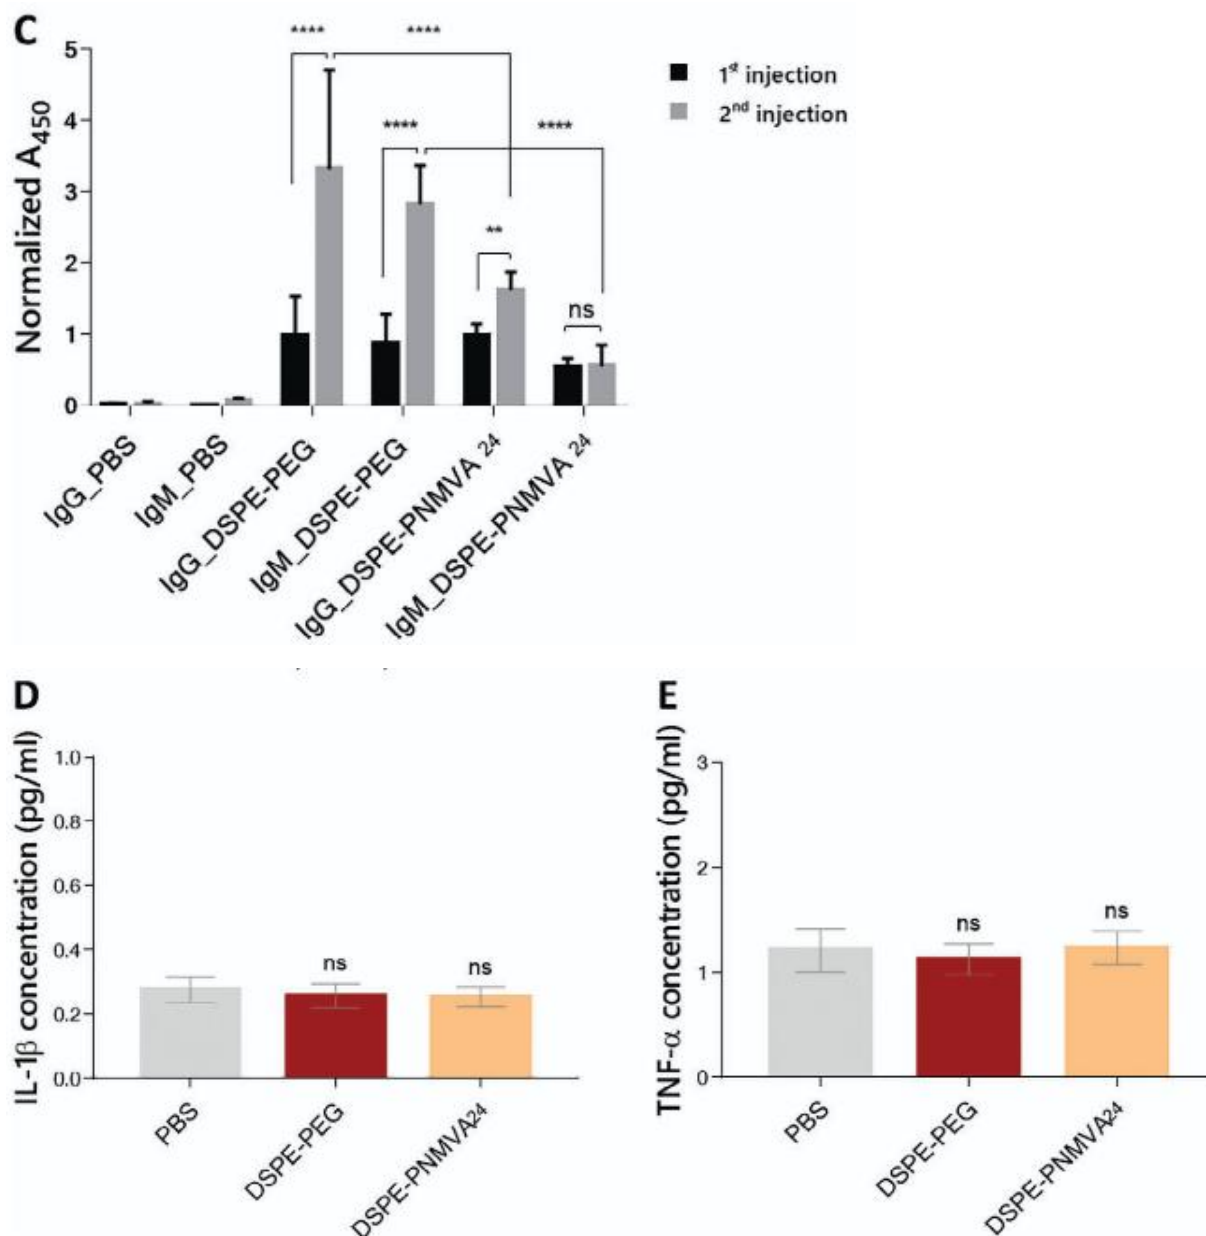 C
Normalized A450
5
4
3
2
1
0
****
****
****
****
**
ns
1st injection
2nd injection
IgG_PBS
IgM_PBS
IgG_DSPE-PEG
IgM_DSPE-PEG
IgG_DSPE-PNMVA 24
IgM_DSPE-PNMVA 24
D
IL-1β concentration (pg/ml)
1.0
0.8
0.6
0.4
0.2
0.0
ns
ns
PBS
DSPE-PEG
DSPE-PNMVA24
E
TNF-α concentration (pg/ml)
3
2
1
0
ns
ns
PBS
DSPE-PEG
DSPE-PNMVA24